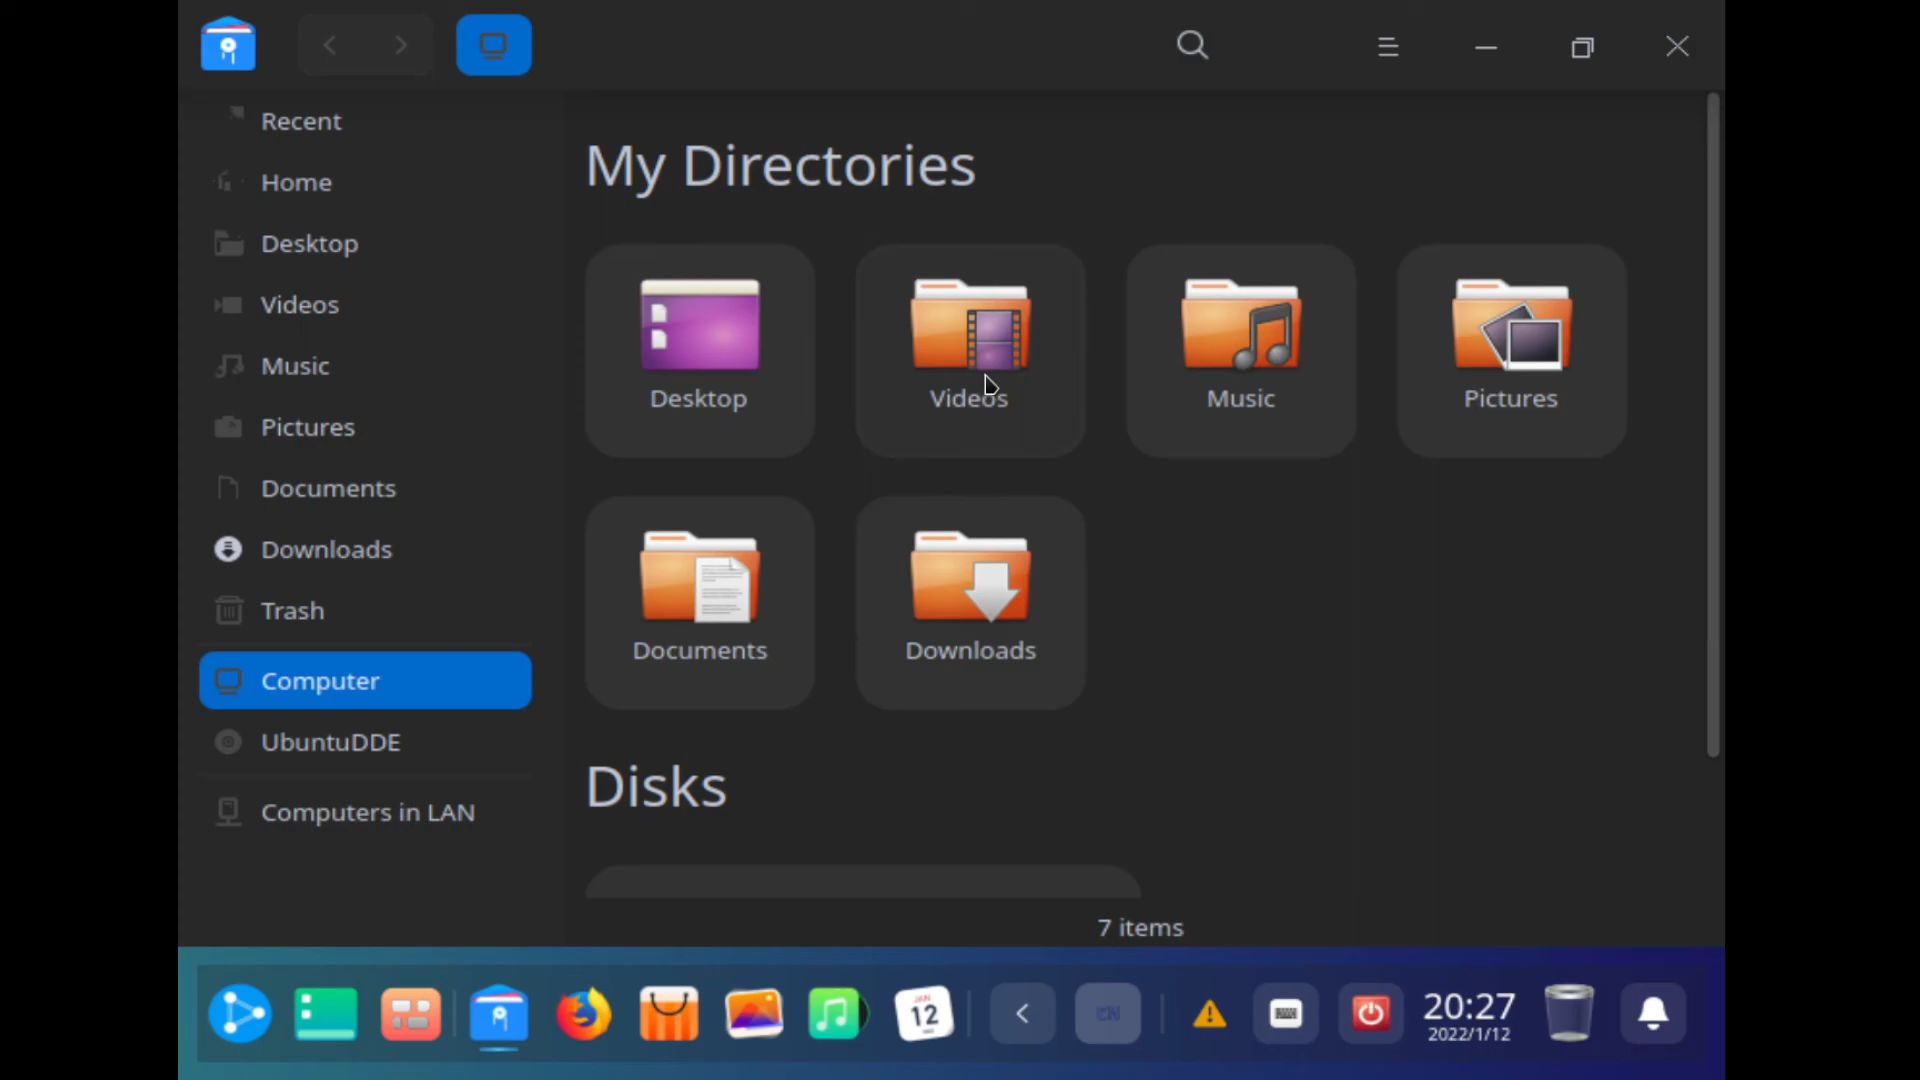 Recent
Home
Desktop
Videos
Music
Pictures
Documents
Downloads
Trash
Computer
UbuntuDDE
Computers in LAN
My Directories
Desktop
Videos
Music
Pictures
Documents
Downloads
Disks
7 items
JAN
12
20:27
2022/1/12